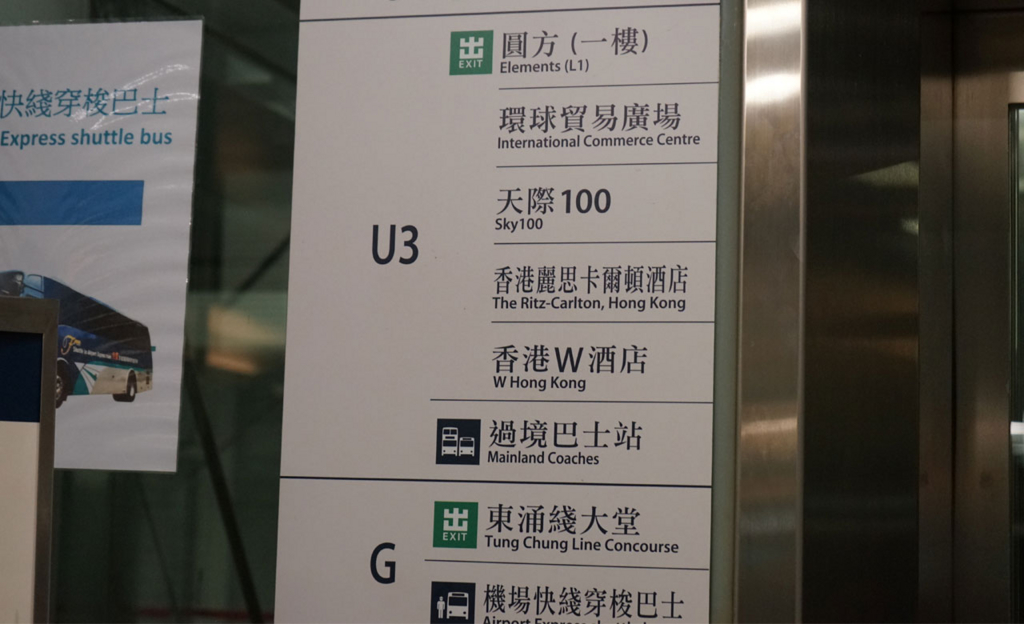 快綫穿梭巴士
Express shuttle bus
U3
出
EXIT
圓方 (一樓)
Elements (L1)
環球貿易廣場
International Commerce Centre
天際100
Sky100
香港麗思卡爾頓酒店
The Ritz-Carlton, Hong Kong
香港W酒店
W Hong Kong
過境巴士站
Mainland Coaches
G
出
EXIT
東涌綫大堂
Tung Chung Line Concourse
機場快綫穿梭巴士
Airport Express shuttle